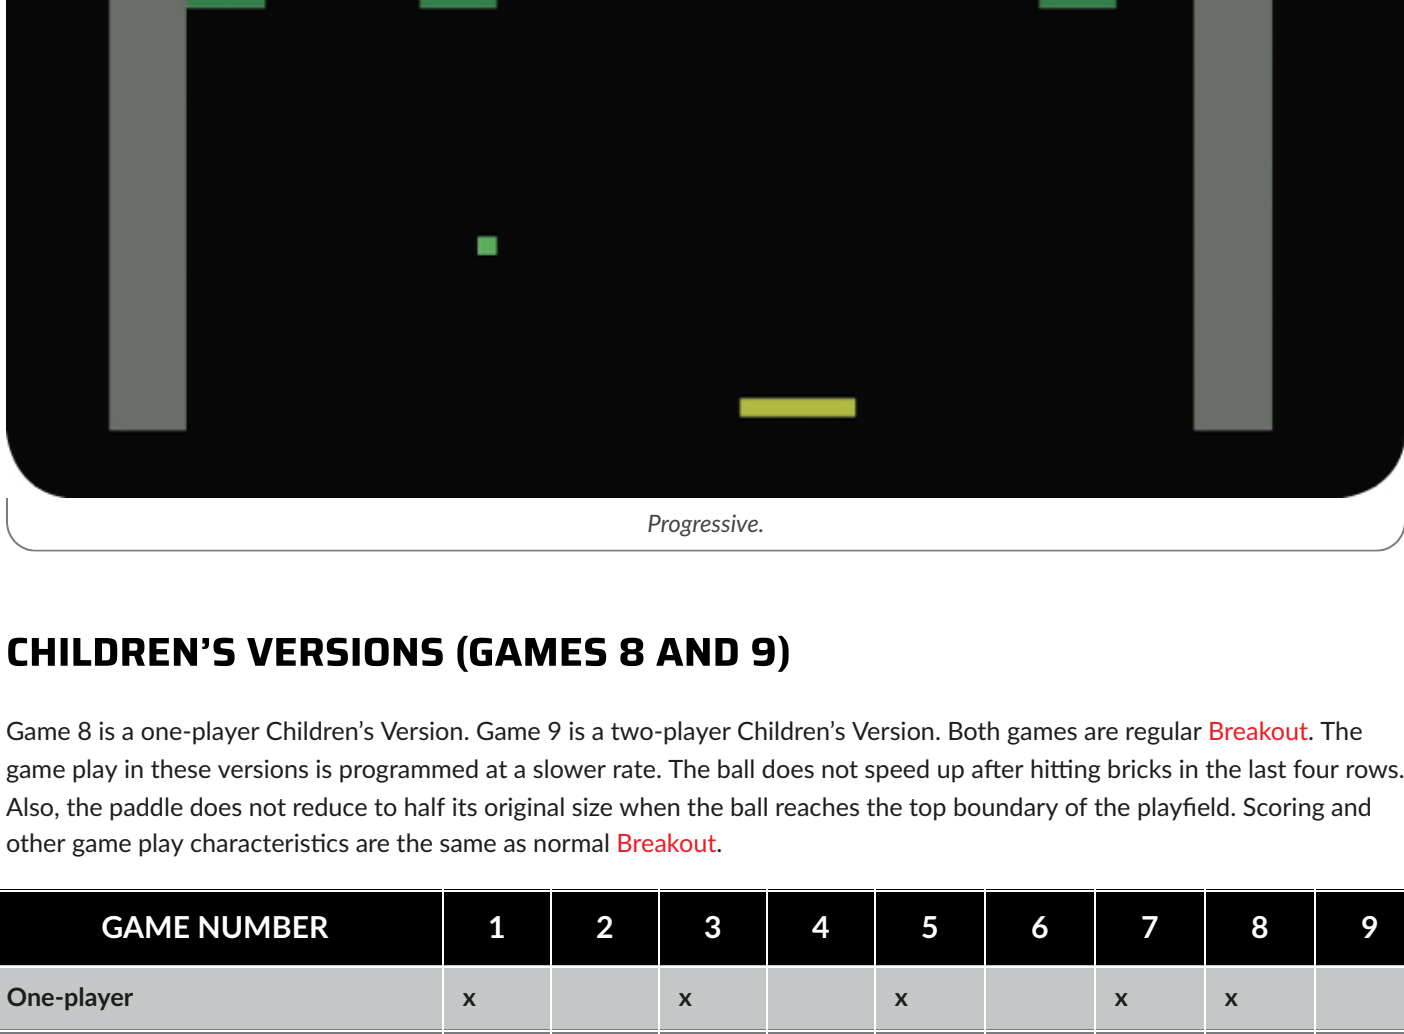 Progressive.
CHILDREN’S VERSIONS (GAMES 8 AND 9)
Game 8 is a one-player Children’s Version. Game 9 is a two-player Children’s Version. Both games are regular Breakout. The
game play in these versions is programmed at a slower rate. The ball does not speed up after hitting bricks in the last four rows.
Also, the paddle does not reduce to half its original size when the ball reaches the top boundary of the playfield. Scoring and
other game play characteristics are the same as normal Breakout.
GAME NUMBER 1 2 3 4 5 6 7 8 9
One-player x x x x x